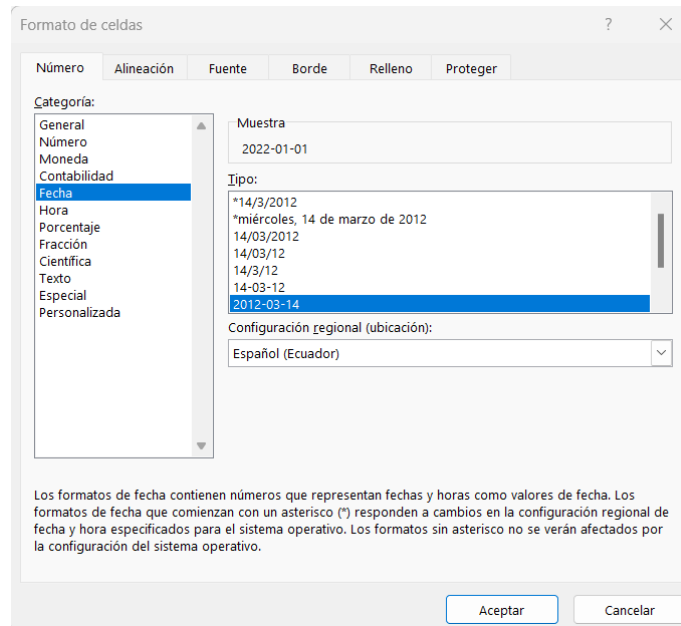 Formato de celdas
?
Número
Alineación
Fuente
Borde
Relleno
Proteger
Categoría:
General
Número
Moneda
Contabilidad
Fecha
Hora
Porcentaje
Fracción
Científica
Texto
Especial
Personalizada
Muestra
2022-01-01
Tipo:
*14/3/2012
*miércoles, 14 de marzo de 2012
14/03/2012
14/03/12
14/3/12
14-03-12
2012-03-14
Configuración regional (ubicación):
Español (Ecuador)
Los formatos de fecha contienen números que representan fechas y horas como valores de fecha. Los
formatos de fecha que comienzan con un asterisco (*) responden a cambios en la configuración regional de
fecha y hora especificados para el sistema operativo. Los formatos sin asterisco no se verán afectados por
la configuración del sistema operativo.
Aceptar
Cancelar